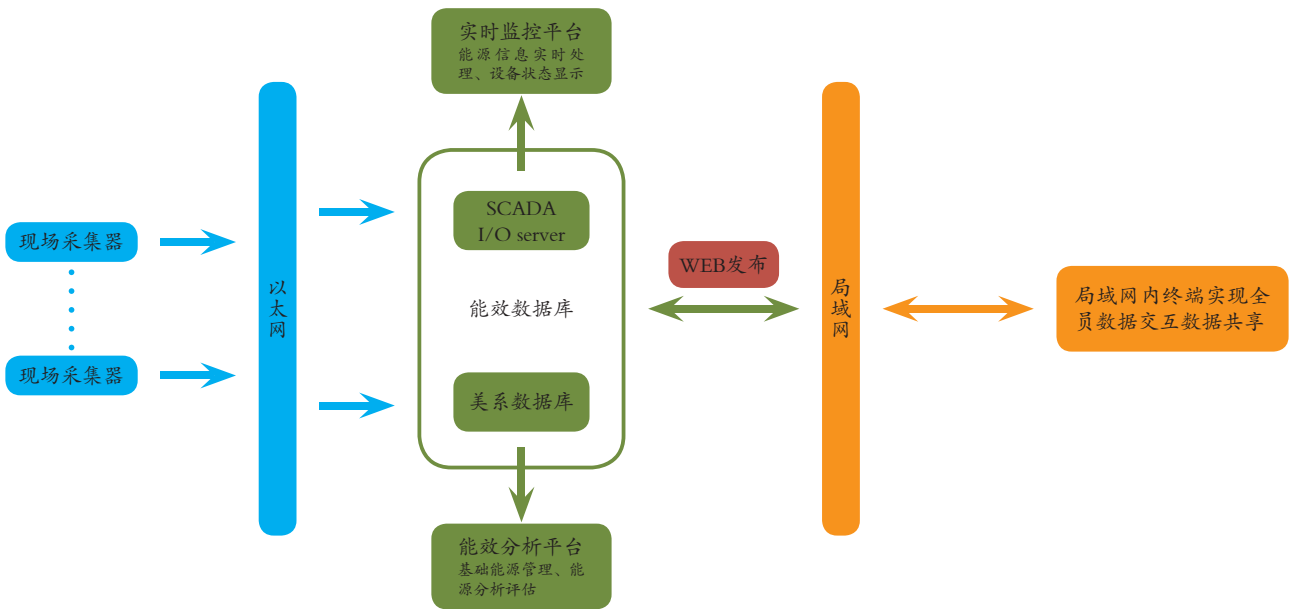 实时监控平台
能源信息实时处
理、设备状态显示
现场采集器
现场采集器
以
太
网
SCADA
I/O server
能效数据库
美系数据库
能效分析平台
基础能源管理、能
源分析评估
WEB发布
局
域
网
局域网内终端实现全
员数据交互数据共享